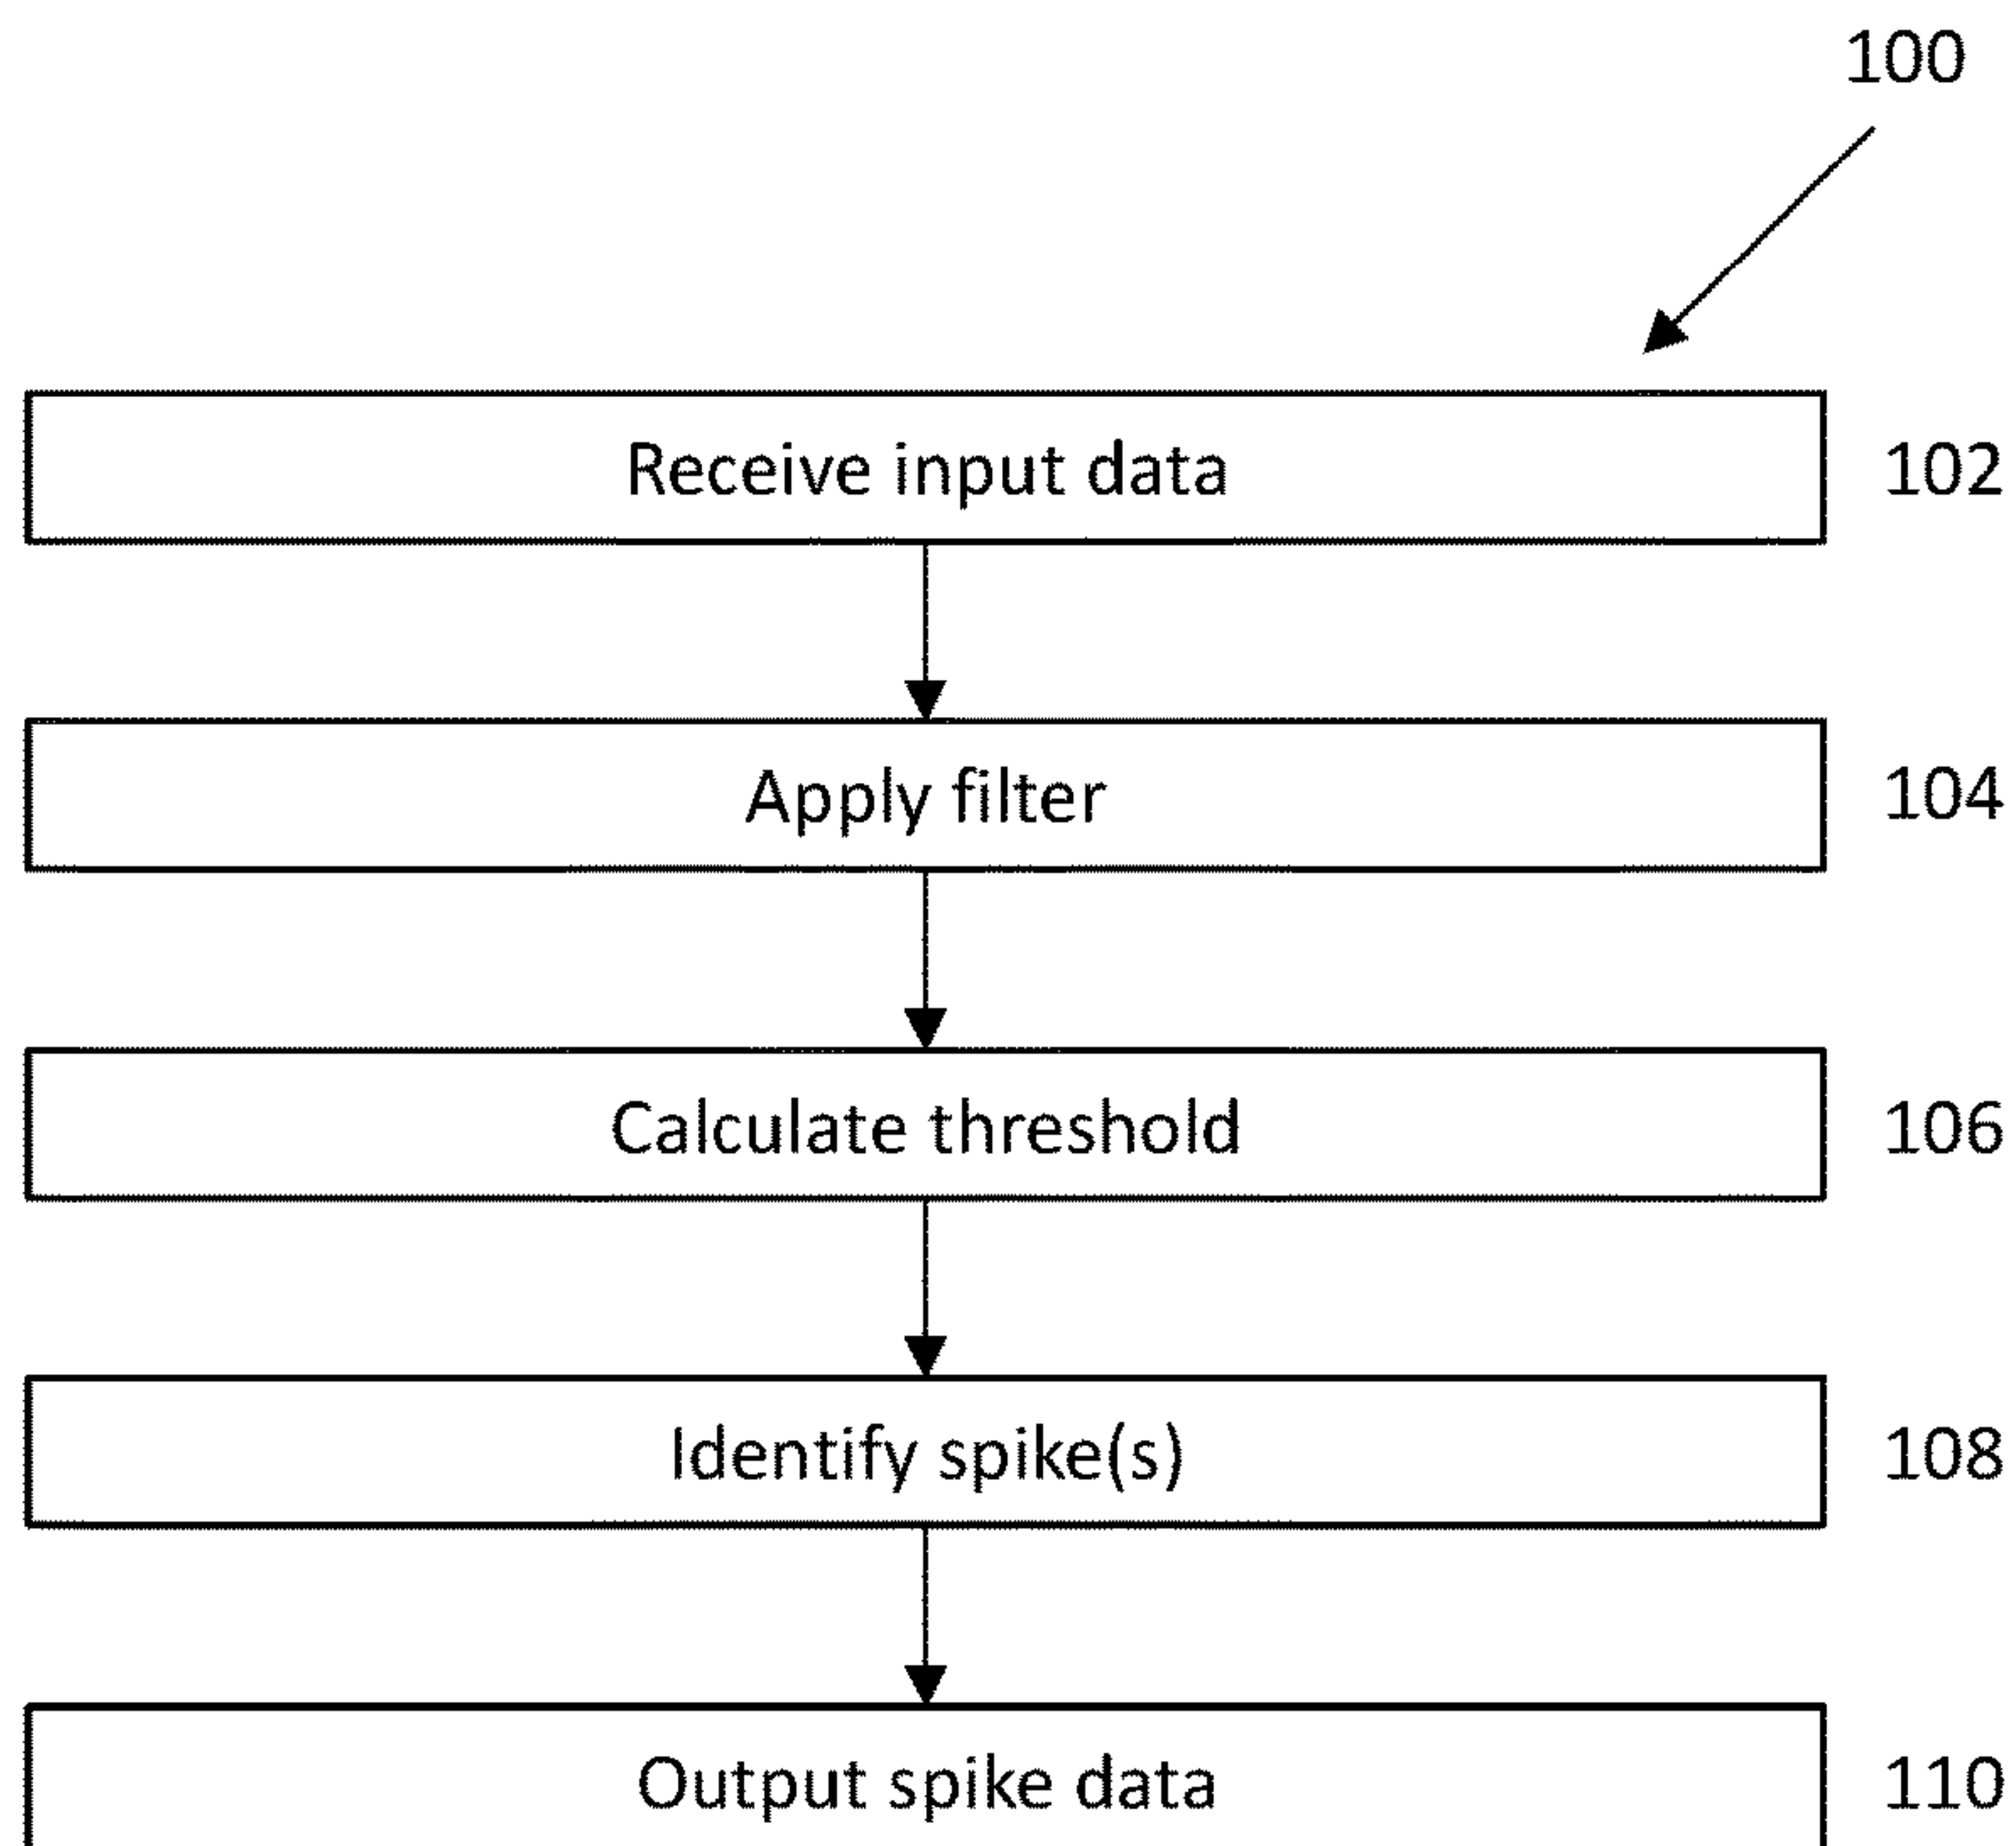 100
Receive input data 102
Apply filter 104
Calculate threshold 106
Identify spike(s) 108
Output spike data 110